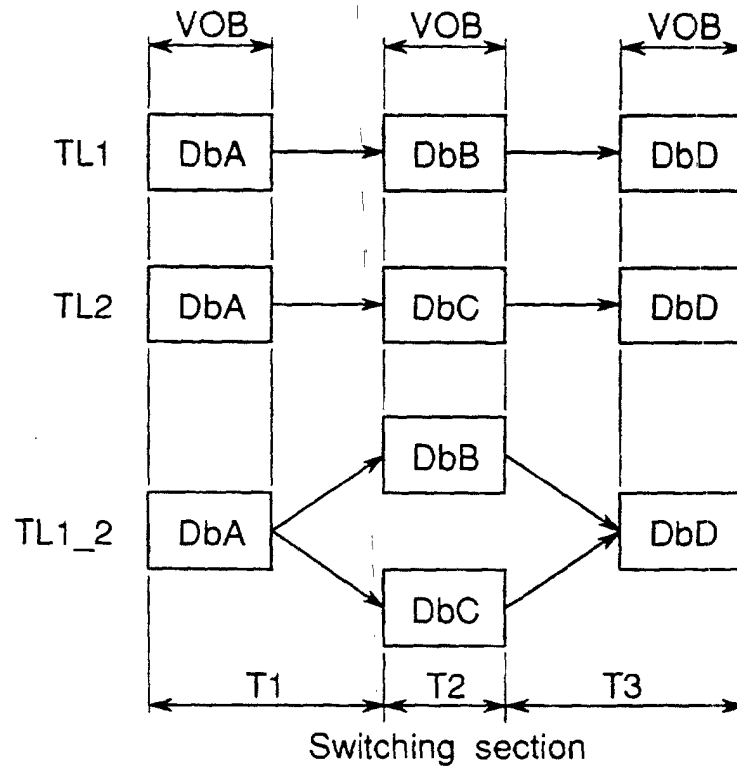 VOB VOB VOB
TL1 DbA DbB DbD
TL2 DbA DbC DbD
DbB
TL1_2 DbA DbD
DbC
T1 T2 T3
Switching section